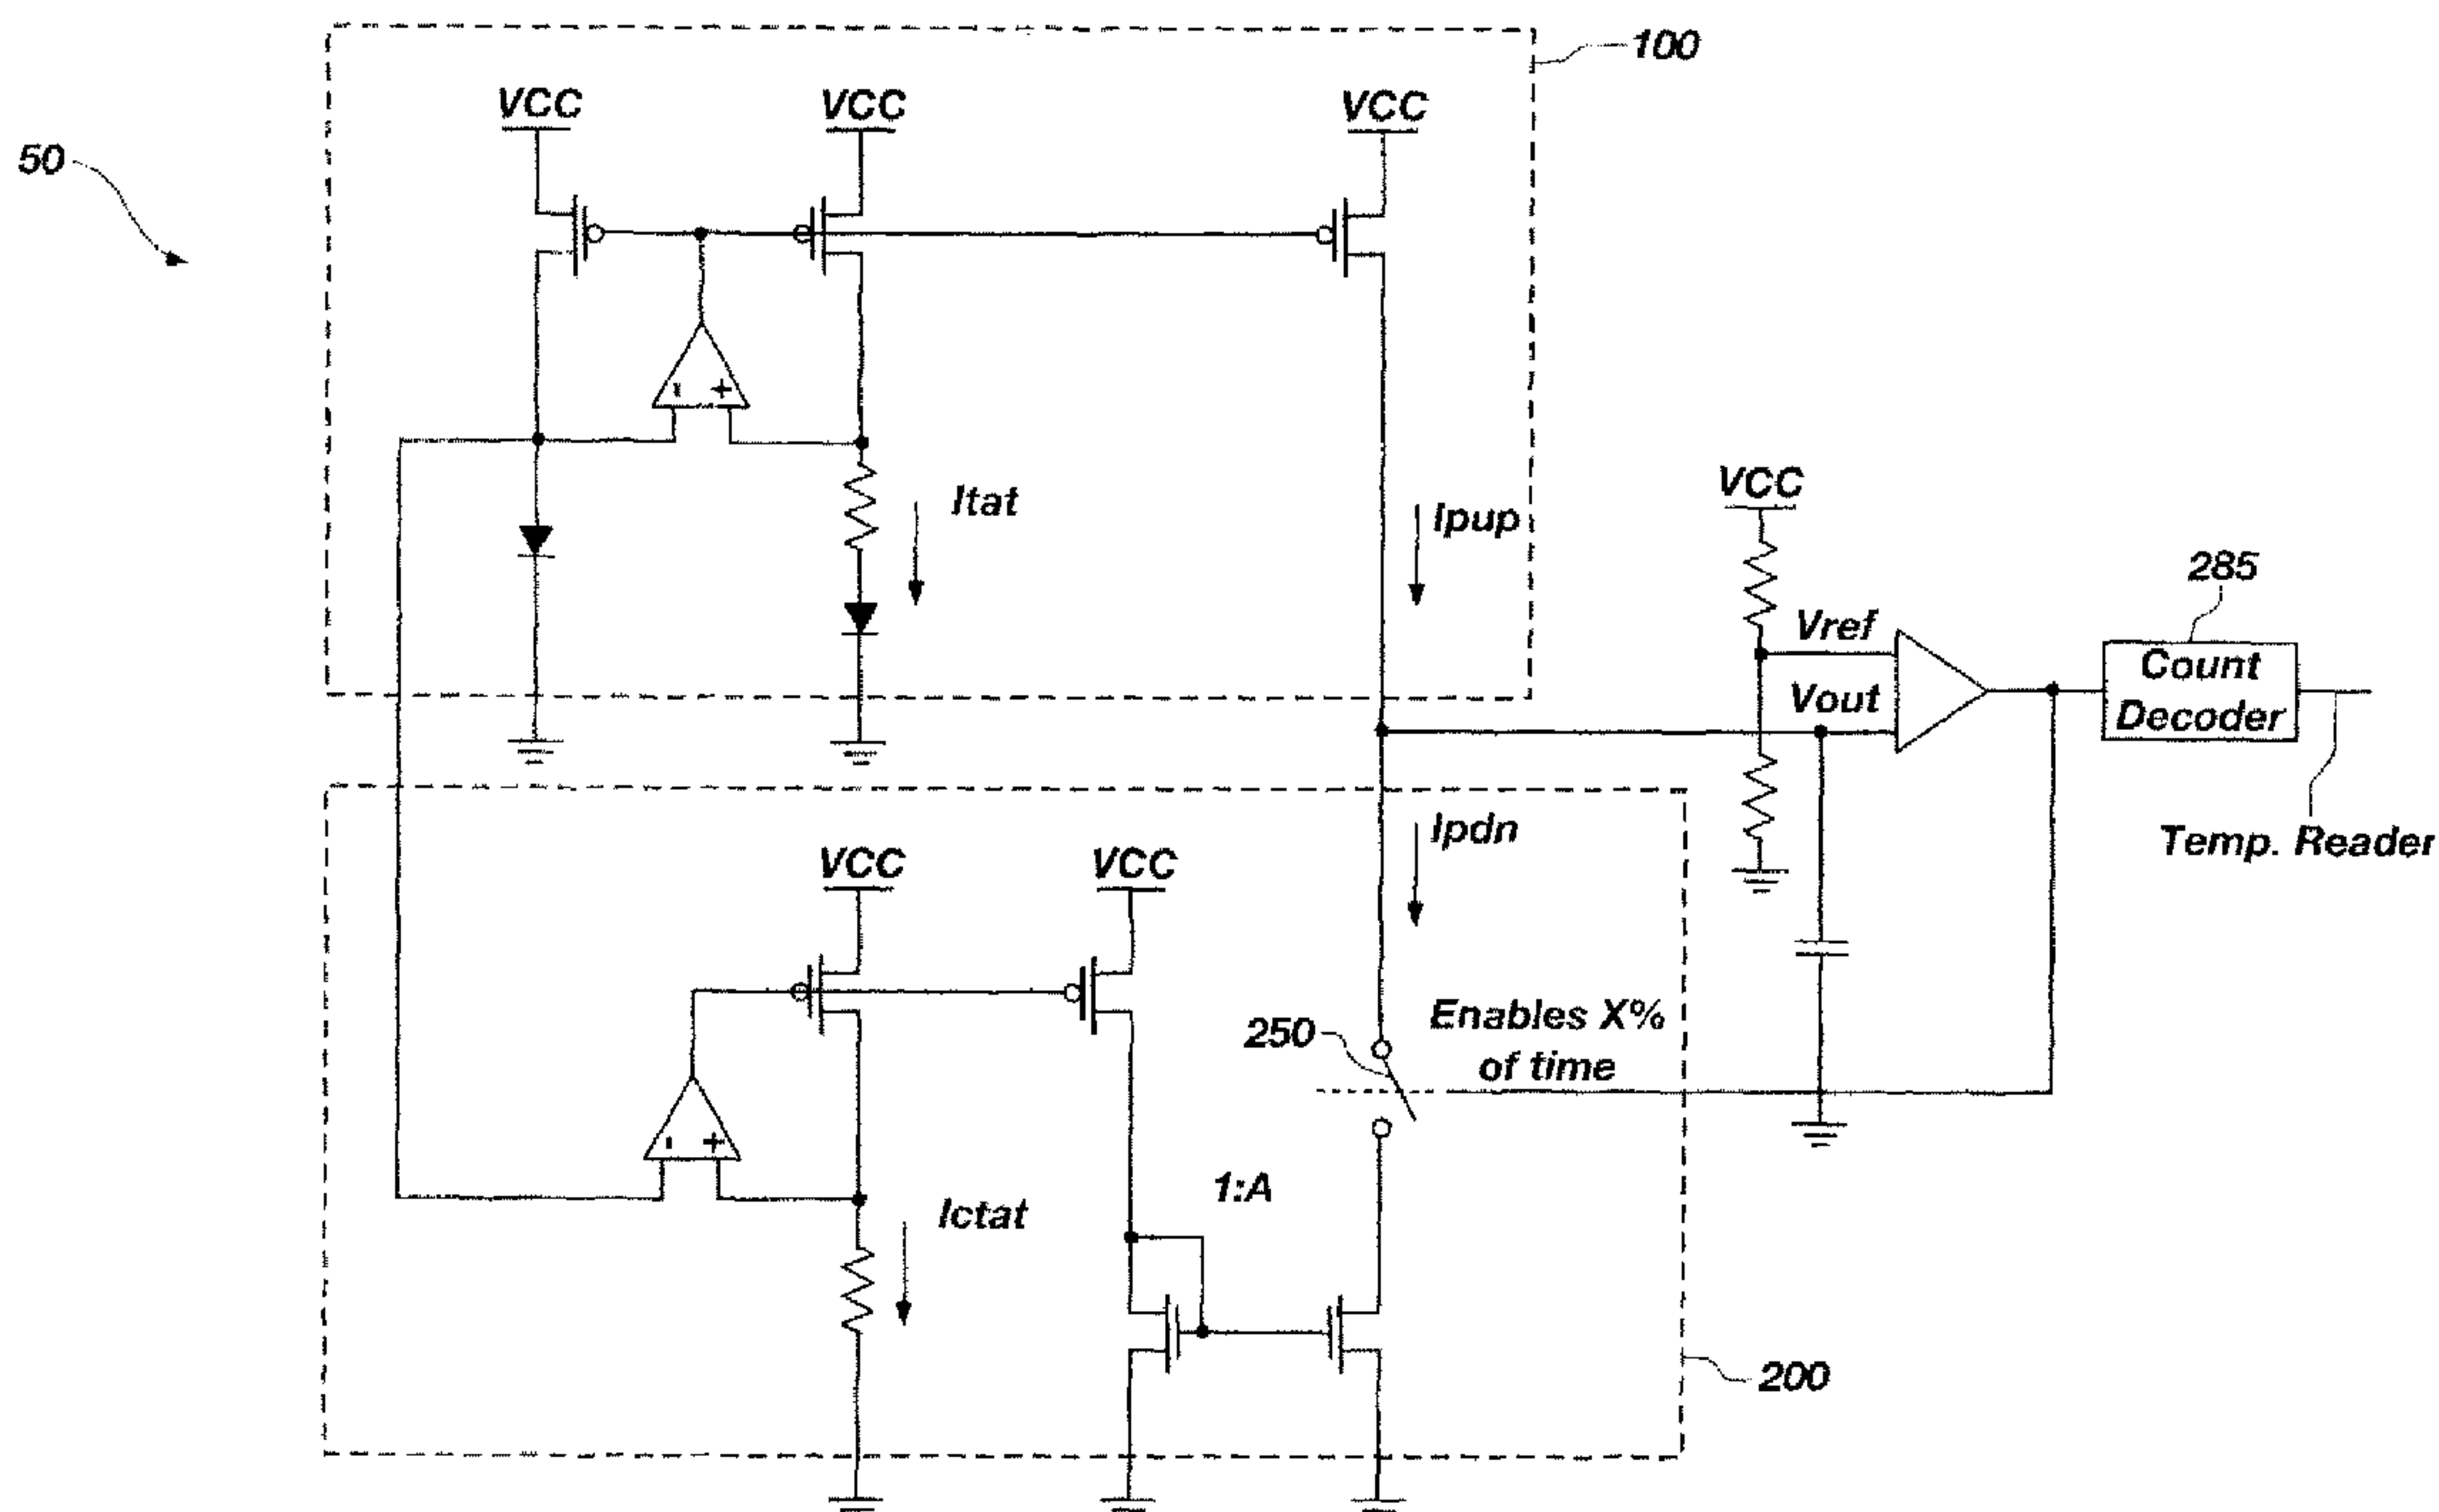 100
VCC
VCC
VCC
50
- +
Itat
Ipup
VCC
285
Vref
Count
Decoder
Vout
Ipdn
Temp. Reader
VCC
VCC
250
Enables X%
of time
- +
1:A
Ictat
200